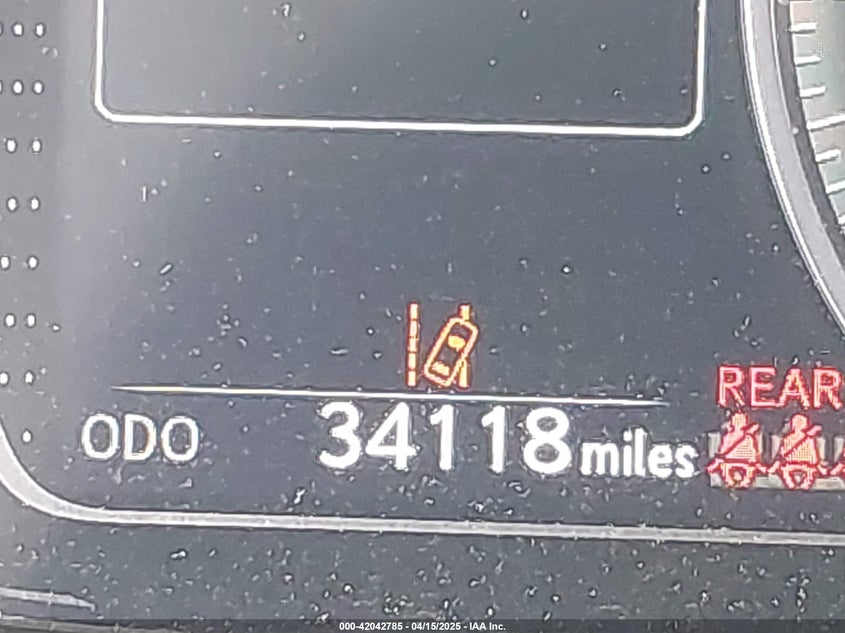 REAR
ODO 34118 miles
000-42042785 - 04/15/2025 - IAA Inc.